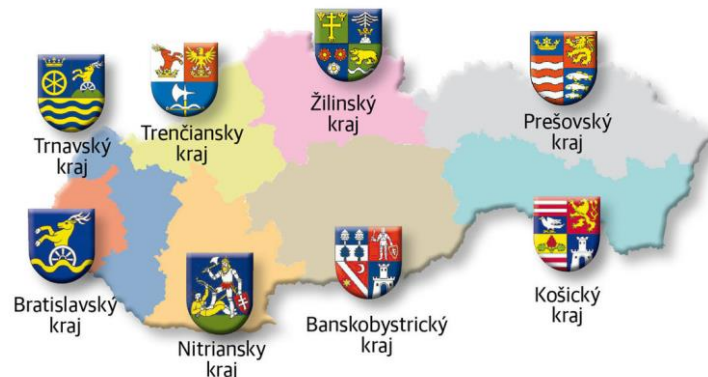 Trnavský
kraj
Trenčiansky
kraj
Žilinský
kraj
Prešovský
kraj
Bratislavský
kraj
Nitriansky
kraj
Banskobystrický
kraj
Košický
kraj